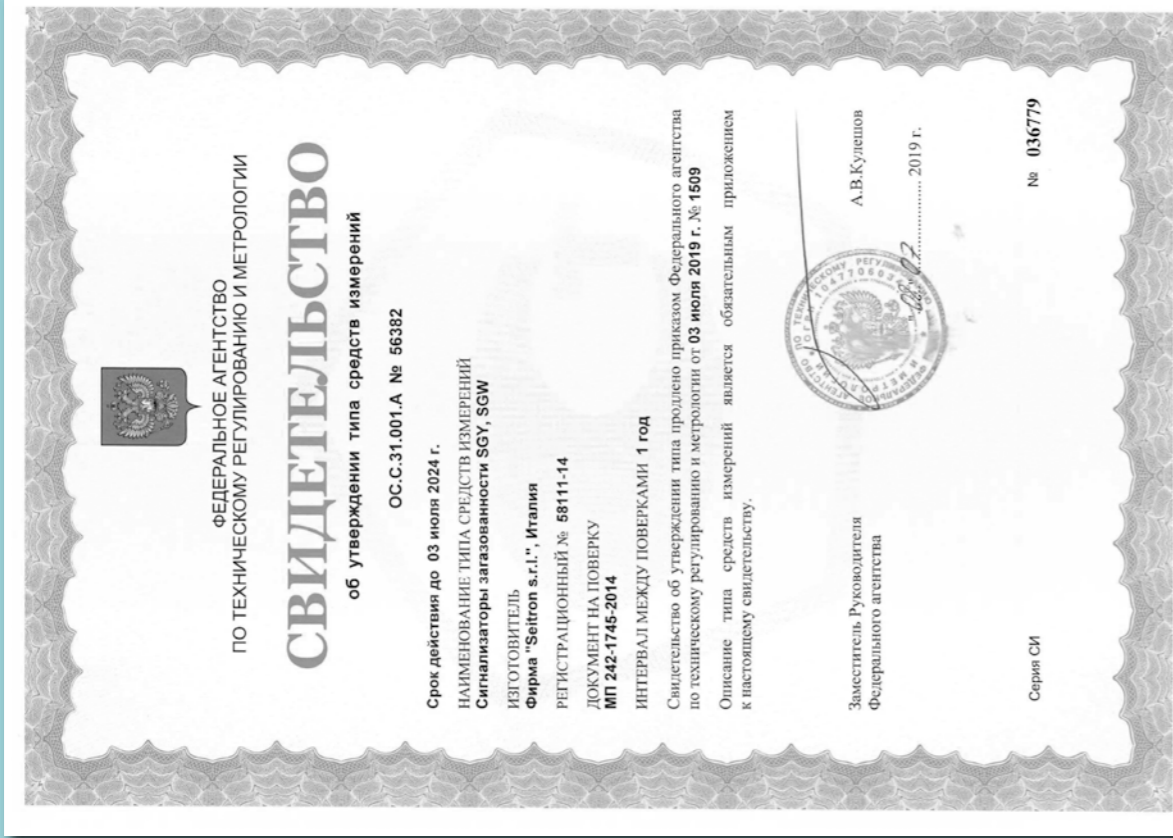 ФЕДЕРАЛЬНОЕ АГЕНТСТВО
ПО ТЕХНИЧЕСКОМУ РЕГУЛИРОВАНИЮ И МЕТРОЛОГИИ
СВИДЕТЕЛЬСТВО
об утверждении типа средств измерений
OC.C.31.001.A № 56382
Срок действия до 03 июля 2024 г.
НАИМЕНОВАНИЕ ТИПА СРЕДСТВ ИЗМЕРЕНИЙ
Сигнализаторы загазованности SGY, SGW
ИЗГОТОВИТЕЛЬ
Фирма "Seitron s.r.l.", Италия
РЕГИСТРАЦИОННЫЙ № 58111-14
ДОКУМЕНТ НА ПОВЕРКУ
МП 242-1745-2014
ИНТЕРВАЛ МЕЖДУ ПОВЕРКАМИ 1 год
Свидетельство об утверждении типа продлено приказом Федерального агентства
по техническому регулированию и метрологии от 03 июля 2019 г. № 1509
Описание типа средств измерений является обязательным приложением
к настоящему свидетельству.
Заместитель Руководителя
Федерального агентства
А.В.Кулешов
2019 г.
Серия СИ
№ 036779